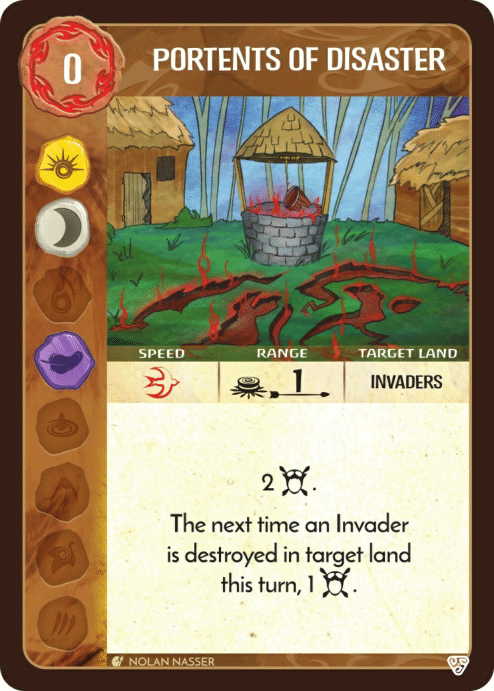 0
PORTENTS OF DISASTER
SPEED RANGE TARGET LAND
1 INVADERS
2 .
The next time an Invader
is destroyed in target land
this turn, 1 .
NOLAN NASSER